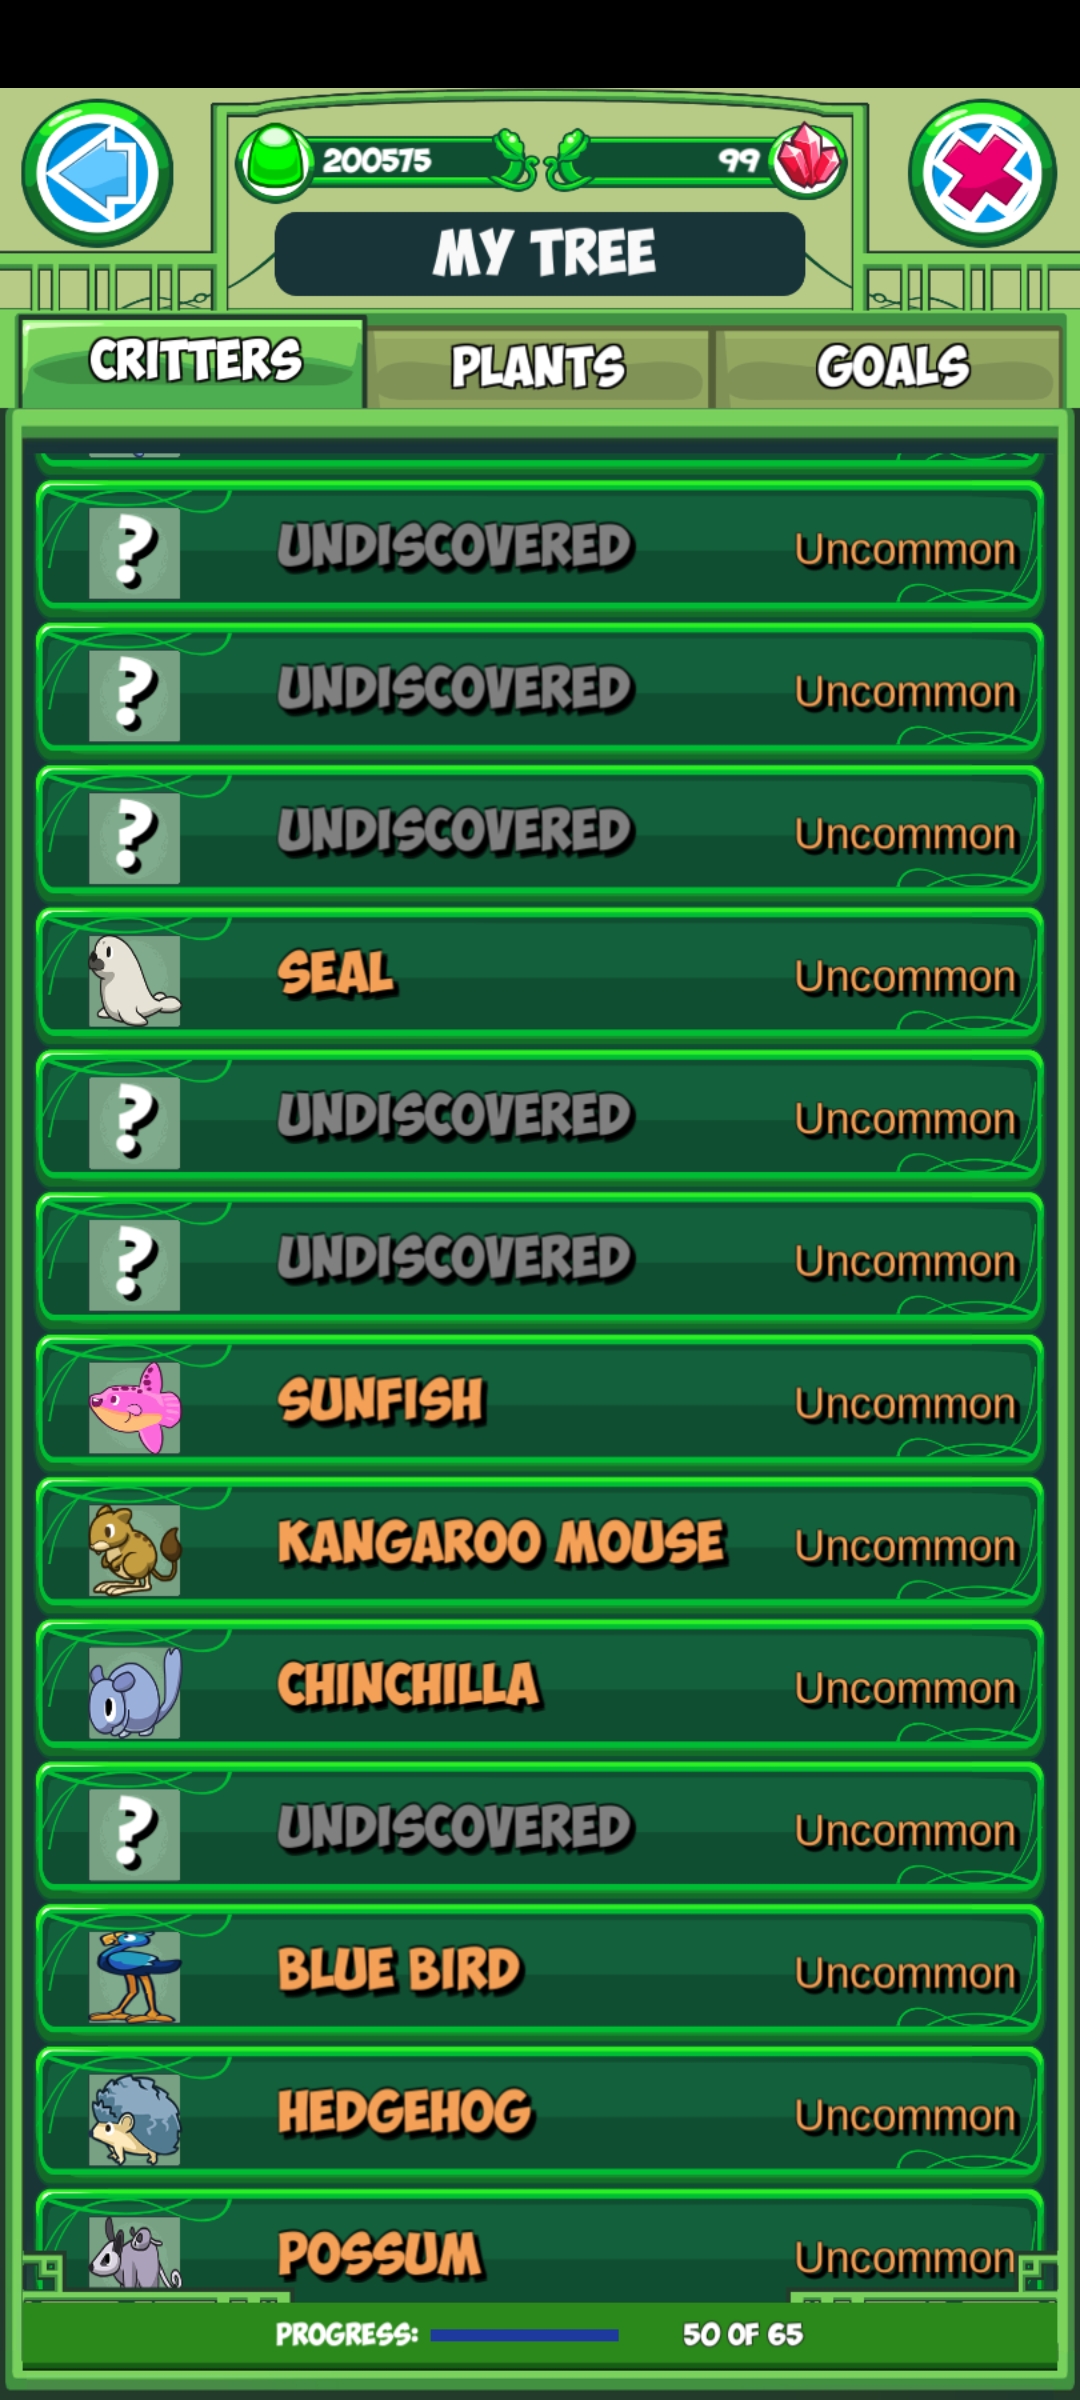 200575
99
MY TREE
CRITTERS
PLANTS
GOALS
? UNDISCOVERED Uncommon
? UNDISCOVERED Uncommon
? UNDISCOVERED Uncommon
SEAL Uncommon
? UNDISCOVERED Uncommon
? UNDISCOVERED Uncommon
SUNFISH Uncommon
KANGAROO MOUSE Uncommon
CHINCHILLA Uncommon
? UNDISCOVERED Uncommon
BLUE BIRD Uncommon
HEDGEHOG Uncommon
POSSUM Uncommon
PROGRESS: 50 OF 65